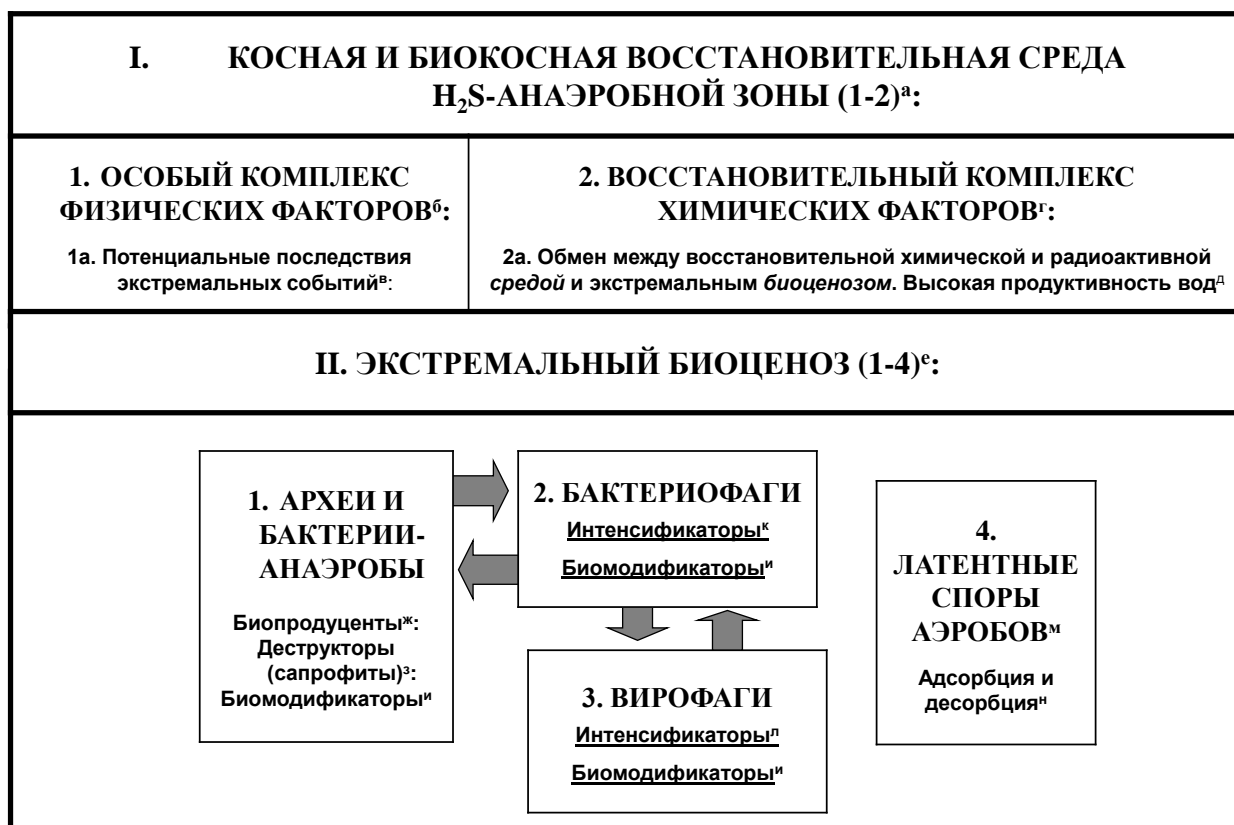 I. КОСНАЯ И БИОКОСНАЯ ВОССТАНОВИТЕЛЬНАЯ СРЕДА
H₂S-АНАЭРОБНОЙ ЗОНЫ (1-2)ᵃ:
1. ОСОБЫЙ КОМПЛЕКС
ФИЗИЧЕСКИХ ФАКТОРОВᵇ:
1а. Потенциальные последствия
экстремальных событийᵛ:
2. ВОССТАНОВИТЕЛЬНЫЙ КОМПЛЕКС
ХИМИЧЕСКИХ ФАКТОРОВг:
2а. Обмен между восстановительной химической и радиоактивной
средой и экстремальным биоценозом. Высокая продуктивность водд
II. ЭКСТРЕМАЛЬНЫЙ БИОЦЕНОЗ (1-4)е:
1. АРХЕИ И
БАКТЕРИИ-
АНАЭРОБЫ
Биопродуцентыж:
Деструкторы
(сапрофиты)з:
Биомодификаторыи
2. БАКТЕРИОФАГИ
Интенсификаторык
Биомодификаторыи
3. ВИРОФАГИ
Интенсификаторыл
Биомодификаторыи
4.
ЛАТЕНТНЫЕ
СПОРЫ
АЭРОБОВм
Адсорбция и
десорбциян